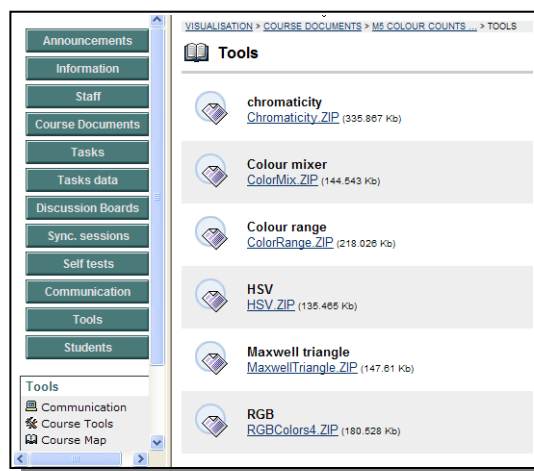 Announcements
Information
Staff
Course Documents
Tasks
Tasks data
Discussion Boards
Sync. sessions
Self tests
Communication
Tools
Students
Tools
Communication
Course Tools
Course Map
VISUALISATION > COURSE DOCUMENTS > M5 COLOUR COUNTS ... > TOOLS
Tools
chromaticity
Chromaticity.ZIP (335.867 Kb)
Colour mixer
ColorMix.ZIP (144.543 Kb)
Colour range
ColorRange.ZIP (218.026 Kb)
HSV
HSV.ZIP (135.465 Kb)
Maxwell triangle
MaxwellTriangle.ZIP (147.61 Kb)
RGB
RGBColors4.ZIP (180.528 Kb)